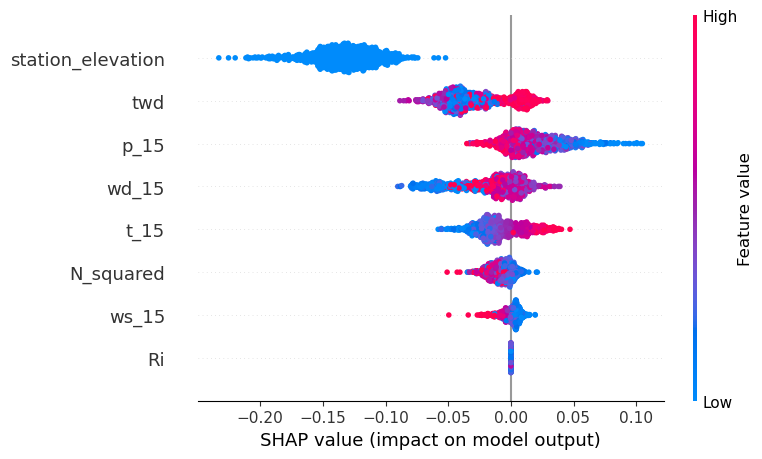 High
station_elevation
twd
p_15
wd_15
t_15
N_squared
ws_15
Ri
Feature value
Low
−0.20 −0.15 −0.10 −0.05 0.00 0.05 0.10
SHAP value (impact on model output)